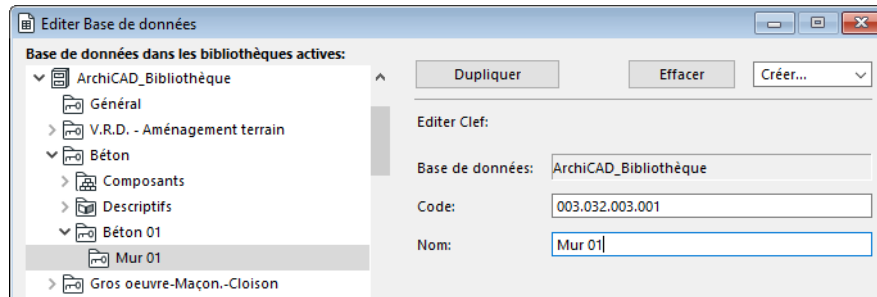 Editer Base de données
Base de données dans les bibliothèques actives:
ArchiCAD_Bibliothèque
Général
V.R.D. - Aménagement terrain
Béton
Composants
Descriptifs
Béton 01
Mur 01
Gros oeuvre-Maçon.-Cloison
Dupliquer
Effacer
Créer...
Editer Clef:
Base de données: ArchiCAD_Bibliothèque
Code: 003.032.003.001
Nom: Mur 01